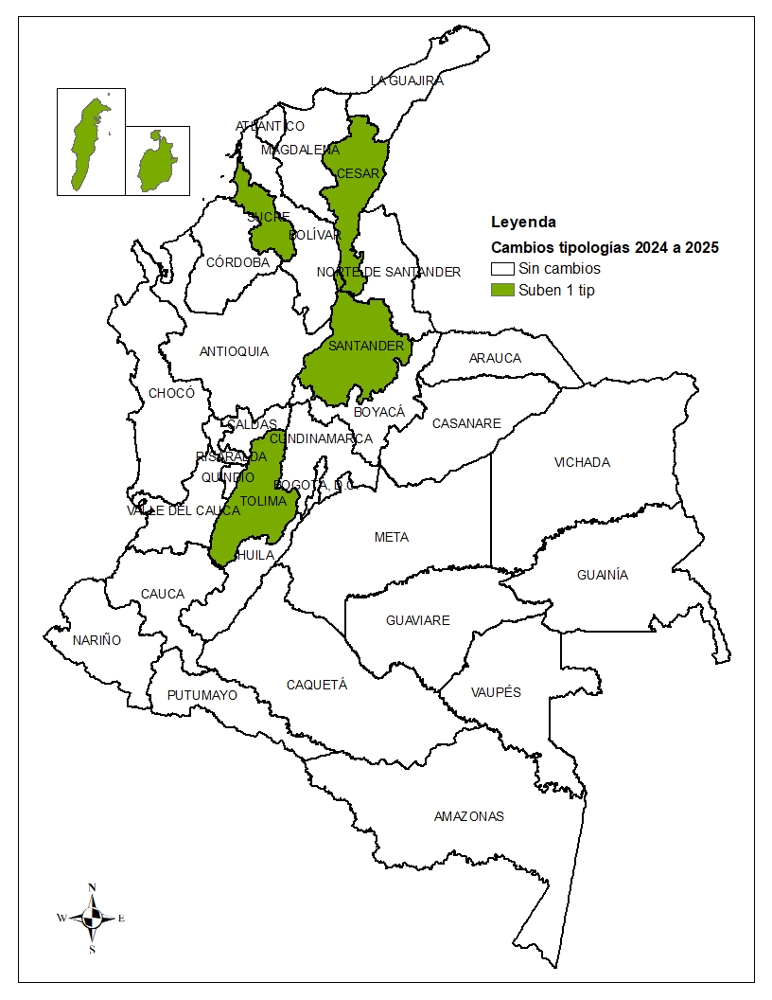 LA GUAJIRA
ATLÁNTICO
MAGDALENA
CESAR
SUCRE
BOLÍVAR
CÓRDOBA
NORTE DE SANTANDER
Leyenda
Cambios tipologías 2024 a 2025
Sin cambios
Suben 1 tip
SANTANDER
ANTIOQUIA
ARAUCA
CHOCÓ
BOYACÁ
CALDAS
CASANARE
CUNDINAMARCA
RISARALDA
VICHADA
QUINDIO
BOGOTÁ, D.C.
TOLIMA
VALLE DEL CAUCA
META
HUILA
GUAINÍA
CAUCA
GUAVIARE
NARIÑO
CAQUETÁ
VAUPÉS
PUTUMAYO
AMAZONAS
N
W E
S